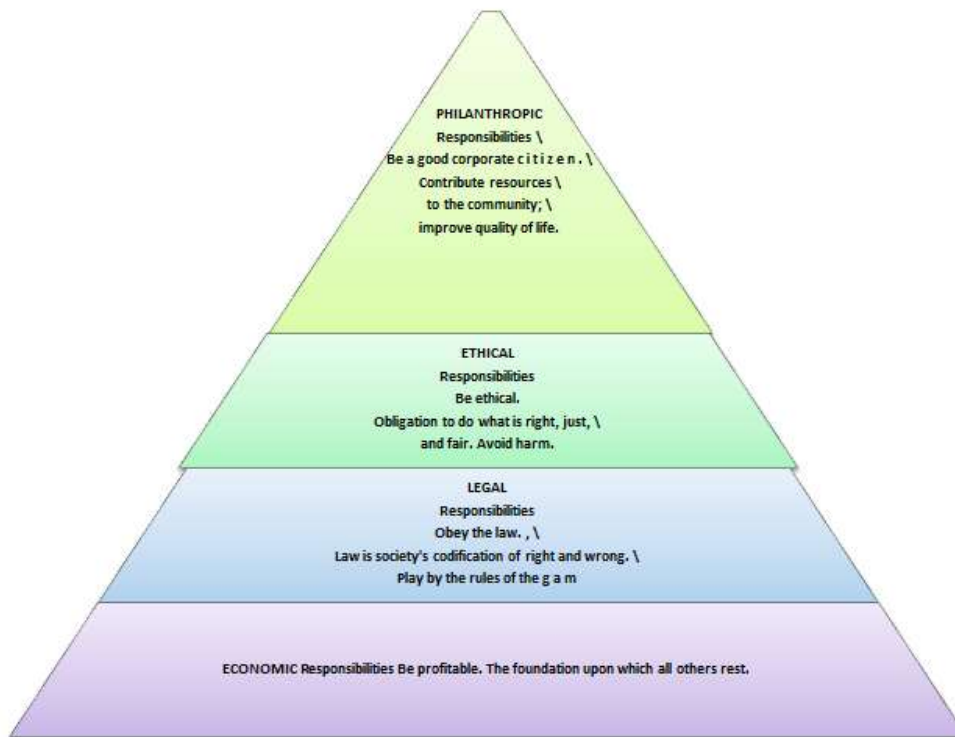 PHILANTHROPIC
Responsibilities \
Be a good corporate c i t i z e n . \
Contribute resources \
to the community; \
improve quality of life.
ETHICAL
Responsibilities
Be ethical.
Obligation to do what is right, just, \
and fair. Avoid harm.
LEGAL
Responsibilities
Obey the law. , \
Law is society's codification of right and wrong. \
Play by the rules of the g a m
ECONOMIC Responsibilities Be profitable. The foundation upon which all others rest.